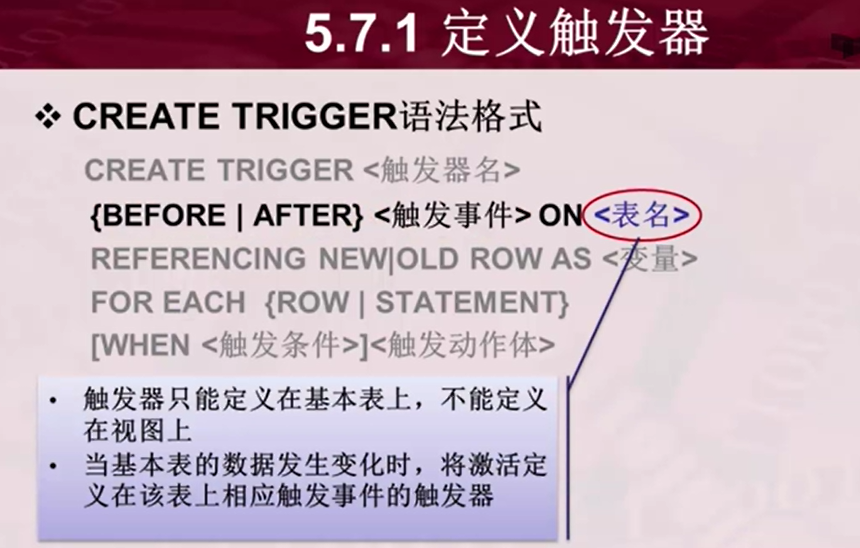 5.7.1 定义触发器
❖ CREATE TRIGGER语法格式
CREATE TRIGGER <触发器名>
{BEFORE | AFTER} <触发事件> ON <表名>
REFERENCING NEW|OLD ROW AS <变量>
FOR EACH {ROW | STATEMENT}
[WHEN <触发条件>]<触发动作体>
• 触发器只能定义在基本表上，不能定义
在视图上
• 当基本表的数据发生变化时，将激活定
义在该表上相应触发事件的触发器